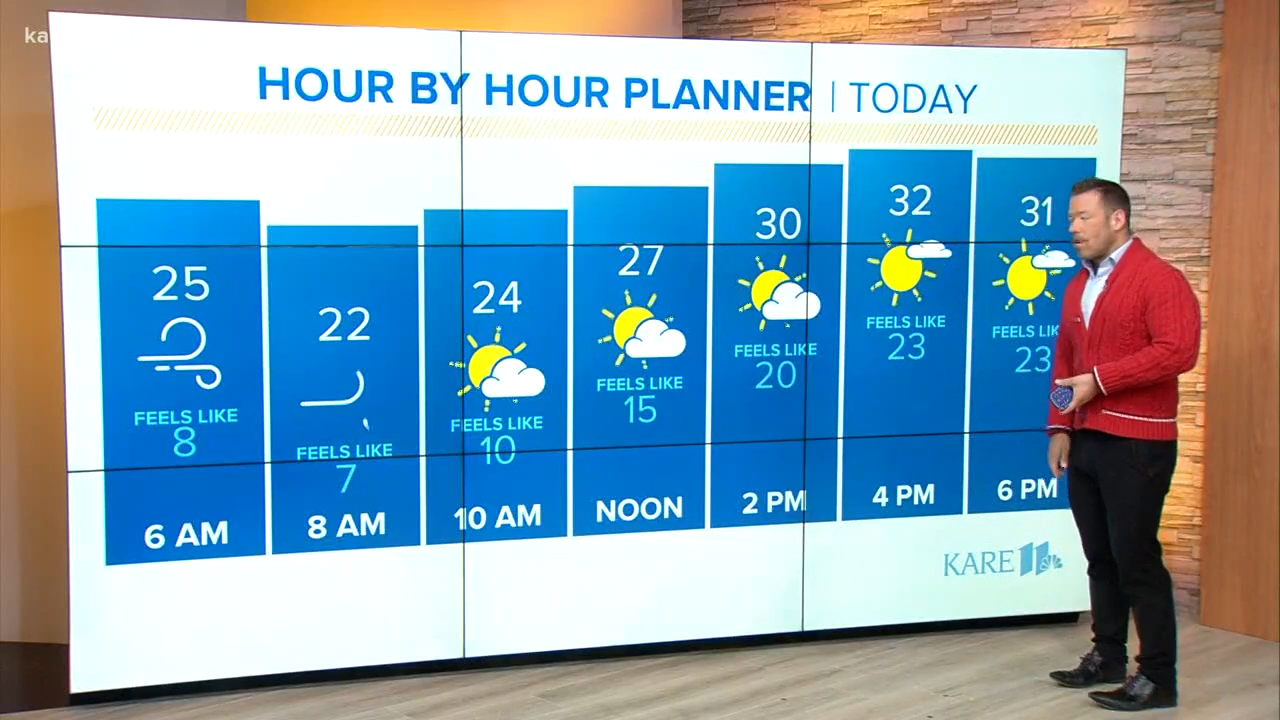 HOUR BY HOUR PLANNER | TODAY
25
FEELS LIKE
8
6 AM
22
FEELS LIKE
7
8 AM
24
FEELS LIKE
10
10 AM
27
FEELS LIKE
15
NOON
30
FEELS LIKE
20
2 PM
32
FEELS LIKE
23
4 PM
31
FEELS LIK
23
6 PM
KARE 11